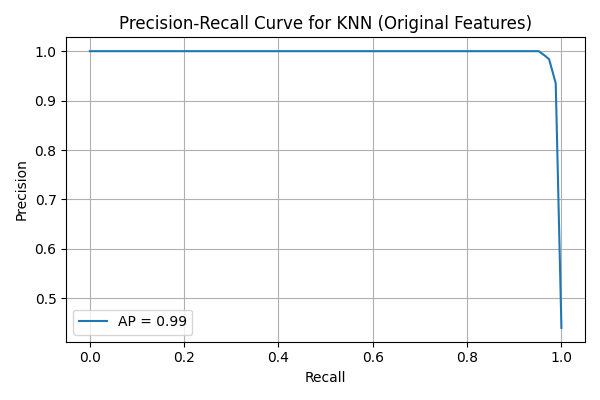 Precision-Recall Curve for KNN (Original Features)
1.0
0.9
0.8
0.7
0.6
0.5
Precision
AP = 0.99
0.0 0.2 0.4 0.6 0.8 1.0
Recall